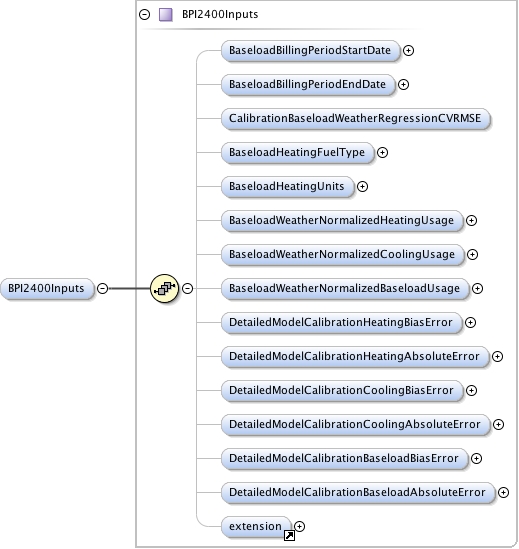 BPI2400Inputs
BaseloadBillingPeriodStartDate
BaseloadBillingPeriodEndDate
CalibrationBaseloadWeatherRegressionCVRMSE
BaseloadHeatingFuelType
BaseloadHeatingUnits
BaseloadWeatherNormalizedHeatingUsage
BaseloadWeatherNormalizedCoolingUsage
BPI2400Inputs
BaseloadWeatherNormalizedBaseloadUsage
DetailedModelCalibrationHeatingBiasError
DetailedModelCalibrationHeatingAbsoluteError
DetailedModelCalibrationCoolingBiasError
DetailedModelCalibrationCoolingAbsoluteError
DetailedModelCalibrationBaseloadBiasError
DetailedModelCalibrationBaseloadAbsoluteError
extension